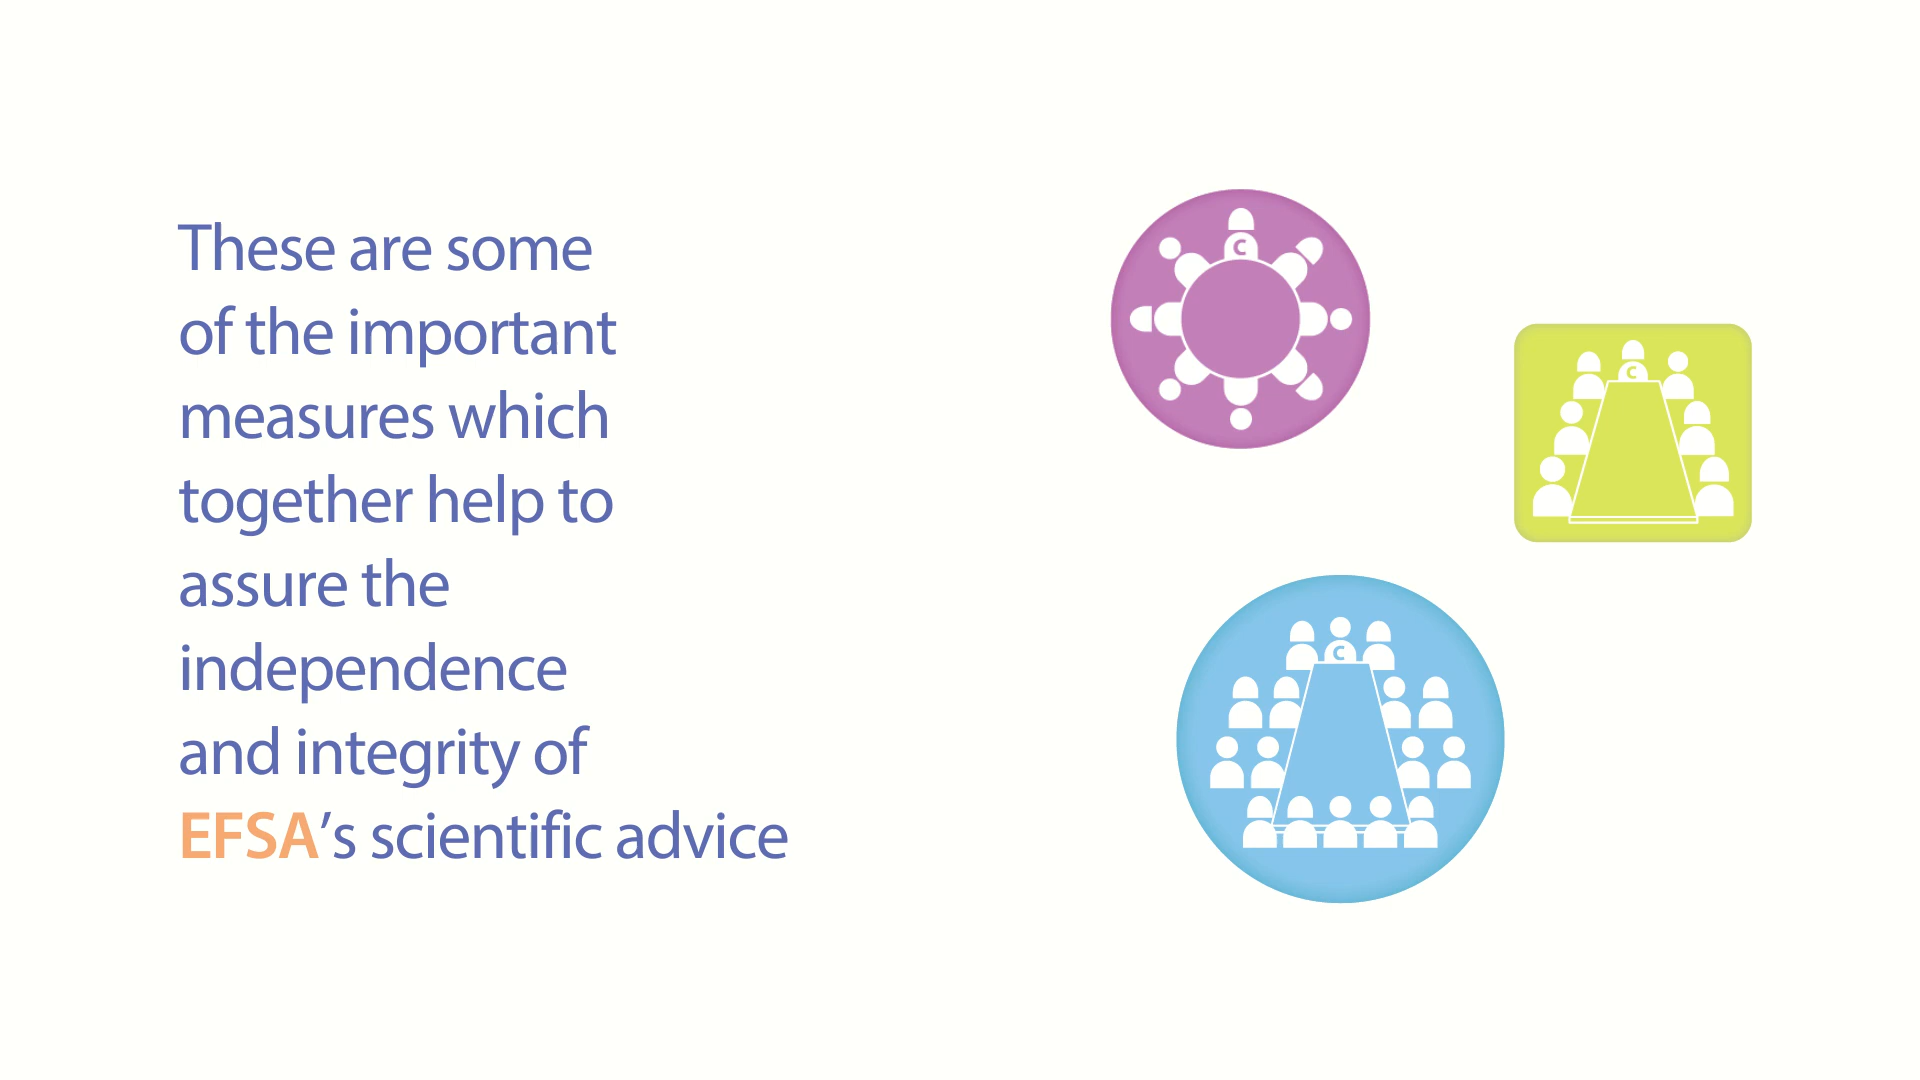 These are some
of the important
measures which
together help to
assure the
independence
and integrity of
EFSA’s scientific advice
C
C
C